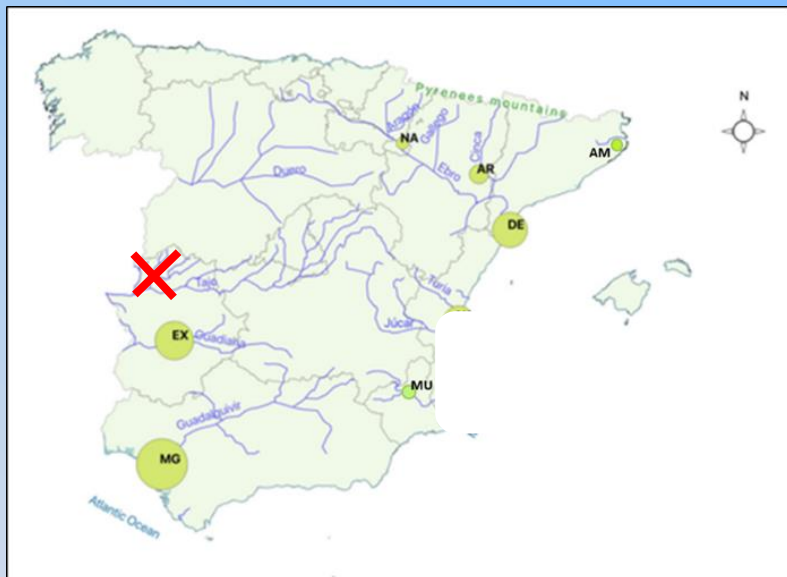 Pyrenees mountains
N
Aragón
Gallego
Cinca
NA
AM
AR
Ebro
Duero
DE
Tajo
Turia
Júcar
EX
Guadiana
MU
Guadalquivir
MG
Atlantic Ocean